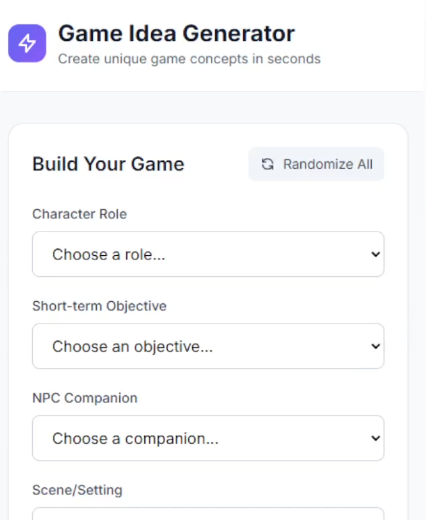 Game Idea Generator
Create unique game concepts in seconds
Build Your Game
Randomize All
Character Role
Choose a role...
Short-term Objective
Choose an objective...
NPC Companion
Choose a companion...
Scene/Setting